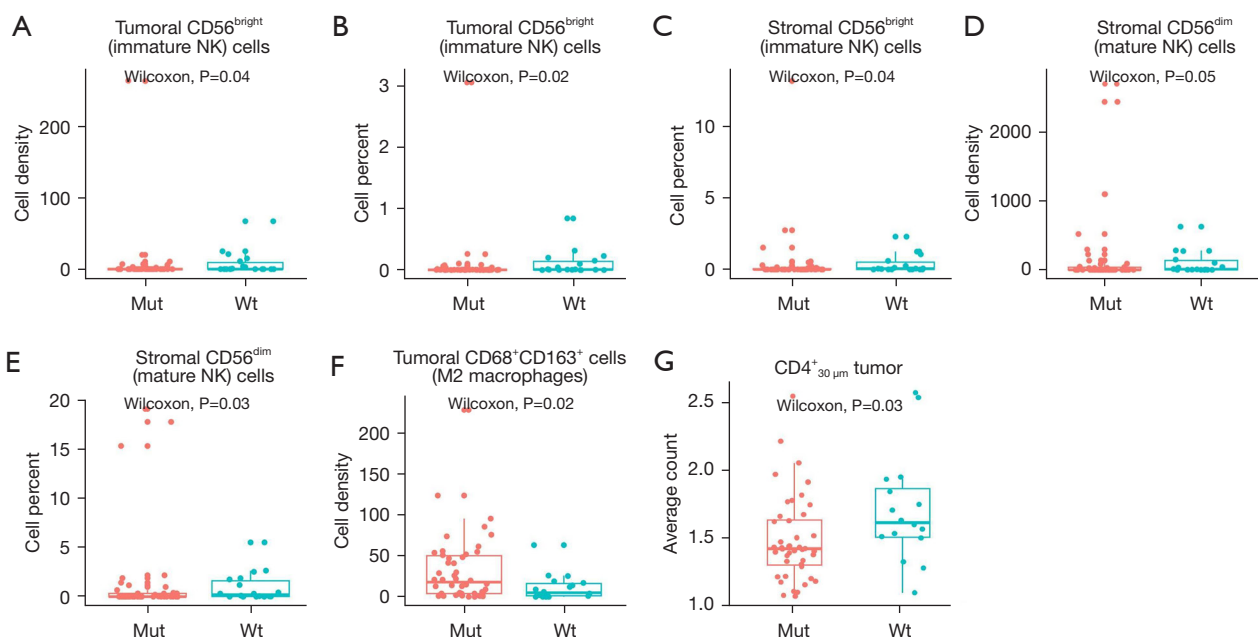 A
Tumoral CD56bright
(immature NK) cells
Wilcoxon, P=0.04
Cell density
200
100
0
Mut
Wt
B
Tumoral CD56bright
(immature NK) cells
Wilcoxon, P=0.02
Cell percent
3
2
1
0
Mut
Wt
C
Stromal CD56bright
(immature NK) cells
Wilcoxon, P=0.04
Cell percent
10
5
0
Mut
Wt
D
Stromal CD56dim
(mature NK) cells
Wilcoxon, P=0.05
Cell density
2000
1000
0
Mut
Wt
E
Stromal CD56dim
(mature NK) cells
Wilcoxon, P=0.03
Cell percent
20
15
10
5
0
Mut
Wt
F
Tumoral CD68+CD163+ cells
(M2 macrophages)
Wilcoxon, P=0.02
Cell density
200
150
100
50
0
Mut
Wt
G
CD4+30 µm tumor
Wilcoxon, P=0.03
Average count
2.5
2.0
1.5
1.0
Mut
Wt